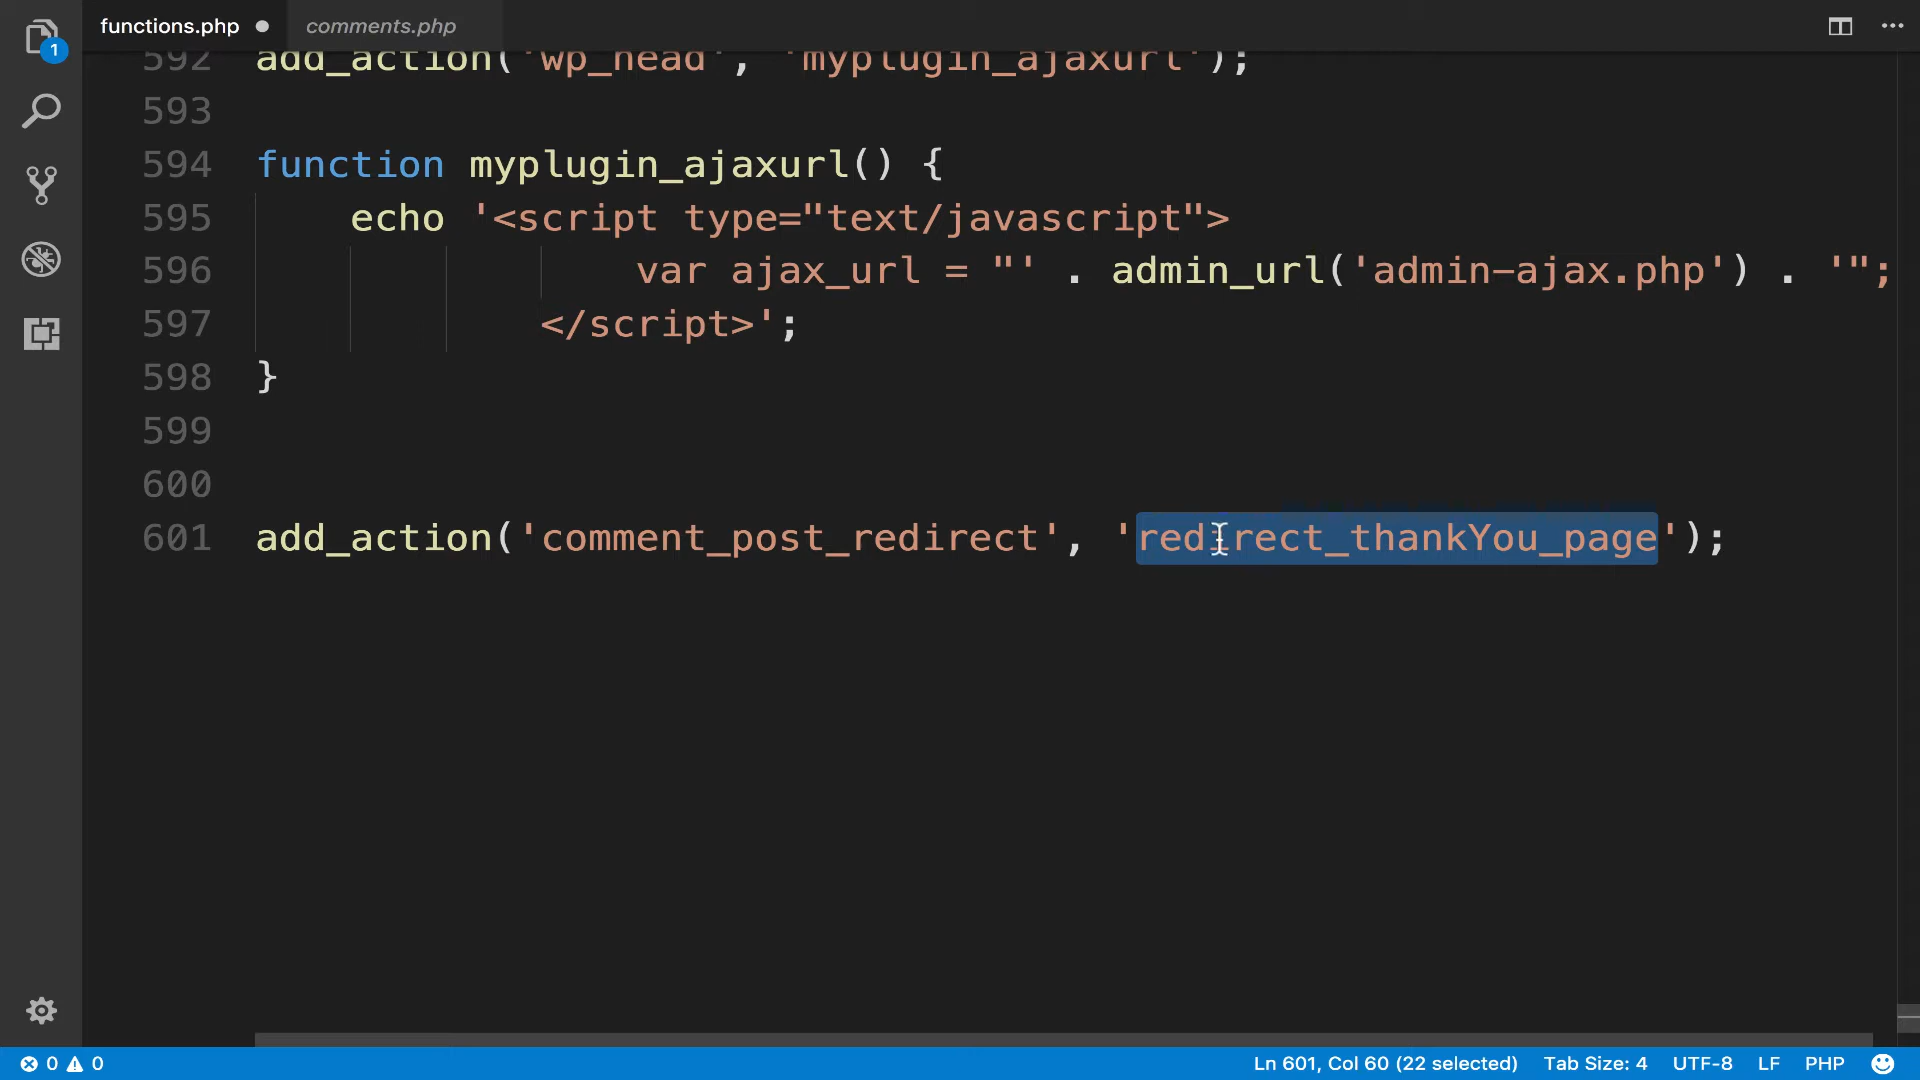 functions.php
comments.php
1
592 add_action('wp_head', 'myplugin_ajaxurl');
593
594 function myplugin_ajaxurl() {
595 echo '<script type="text/javascript">
596 var ajax_url = "' . admin_url('admin-ajax.php') . '";
597 </script>';
598 }
599
600
601 add_action('comment_post_redirect', 'redirect_thankYou_page');
0 0 Ln 601, Col 60 (22 selected) Tab Size: 4 UTF-8 LF PHP